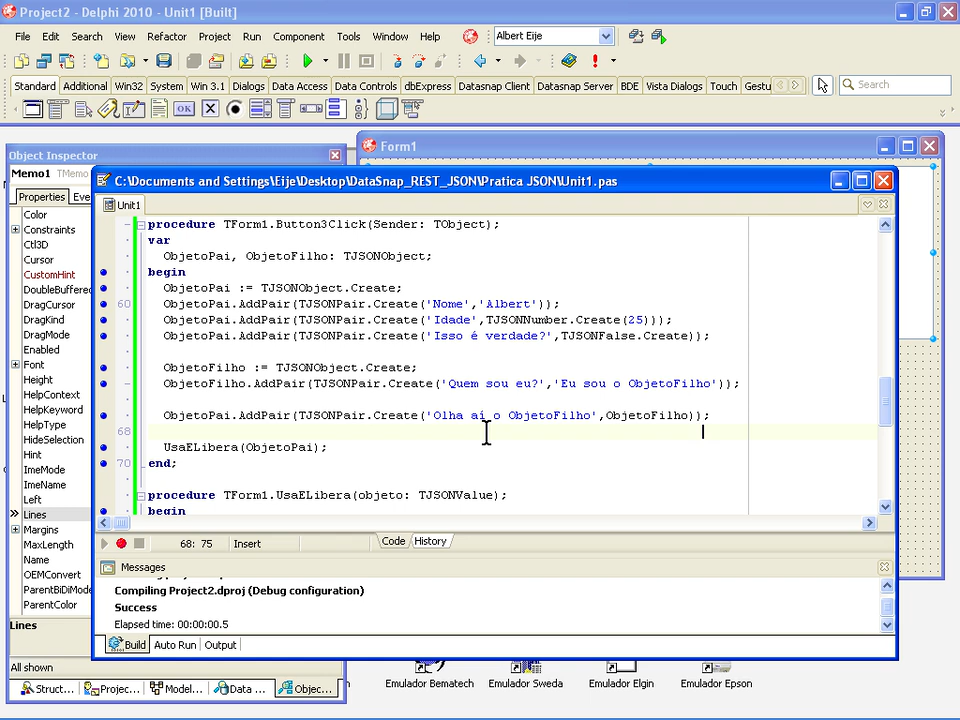 Project2 - Delphi 2010 - Unit1 [Built]
File Edit Search View Refactor Project Run Component Tools Window Help Albert Eije
Standard Additional Win32 System Win 3.1 Dialogs Data Access Data Controls dbExpress Datasnap Client Datasnap Server BDE Vista Dialogs Touch Gestu Search
OK
Form1
Object Inspector
Memo1 TMemo
Properties Eve
Color
Constraints
Ctl3D
Cursor
CustomHint
DoubleBuffered
DragCursor
DragKind
DragMode
Enabled
Font
Height
HelpContext
HelpKeyword
HelpType
HideSelection
Hint
ImeMode
ImeName
Left
Lines
Margins
MaxLength
Name
OEMConvert
ParentBiDiMode
ParentColor
Lines
All shown
Struct... Projec... Model... Data ... Objec...
C:\Documents and Settings\Eije\Desktop\DataSnap_REST_JSON\Pratica JSON\Unit1.pas
Unit1
procedure TForm1.Button3Click(Sender: TObject);
var
ObjetoPai, ObjetoFilho: TJSONObject;
begin
ObjetoPai := TJSONObject.Create;
60 ObjetoPai.AddPair(TJSONPair.Create('Nome','Albert'));
ObjetoPai.AddPair(TJSONPair.Create('Idade',TJSONNumber.Create(25)));
ObjetoPai.AddPair(TJSONPair.Create('Isso é verdade?',TJSONFalse.Create));
ObjetoFilho := TJSONObject.Create;
ObjetoFilho.AddPair(TJSONPair.Create('Quem sou eu?','Eu sou o ObjetoFilho'));
ObjetoPai.AddPair(TJSONPair.Create('Olha aí o ObjetoFilho',ObjetoFilho));
68
UsaELibera(ObjetoPai);
70 end;
procedure TForm1.UsaELibera(objeto: TJSONValue);
begin
68: 75 Insert Code History
Messages
Compiling Project2.dproj (Debug configuration)
Success
Elapsed time: 00:00:00.5
Build Auto Run Output
Emulador Bematech Emulador Sweda Emulador Elgin Emulador Epson